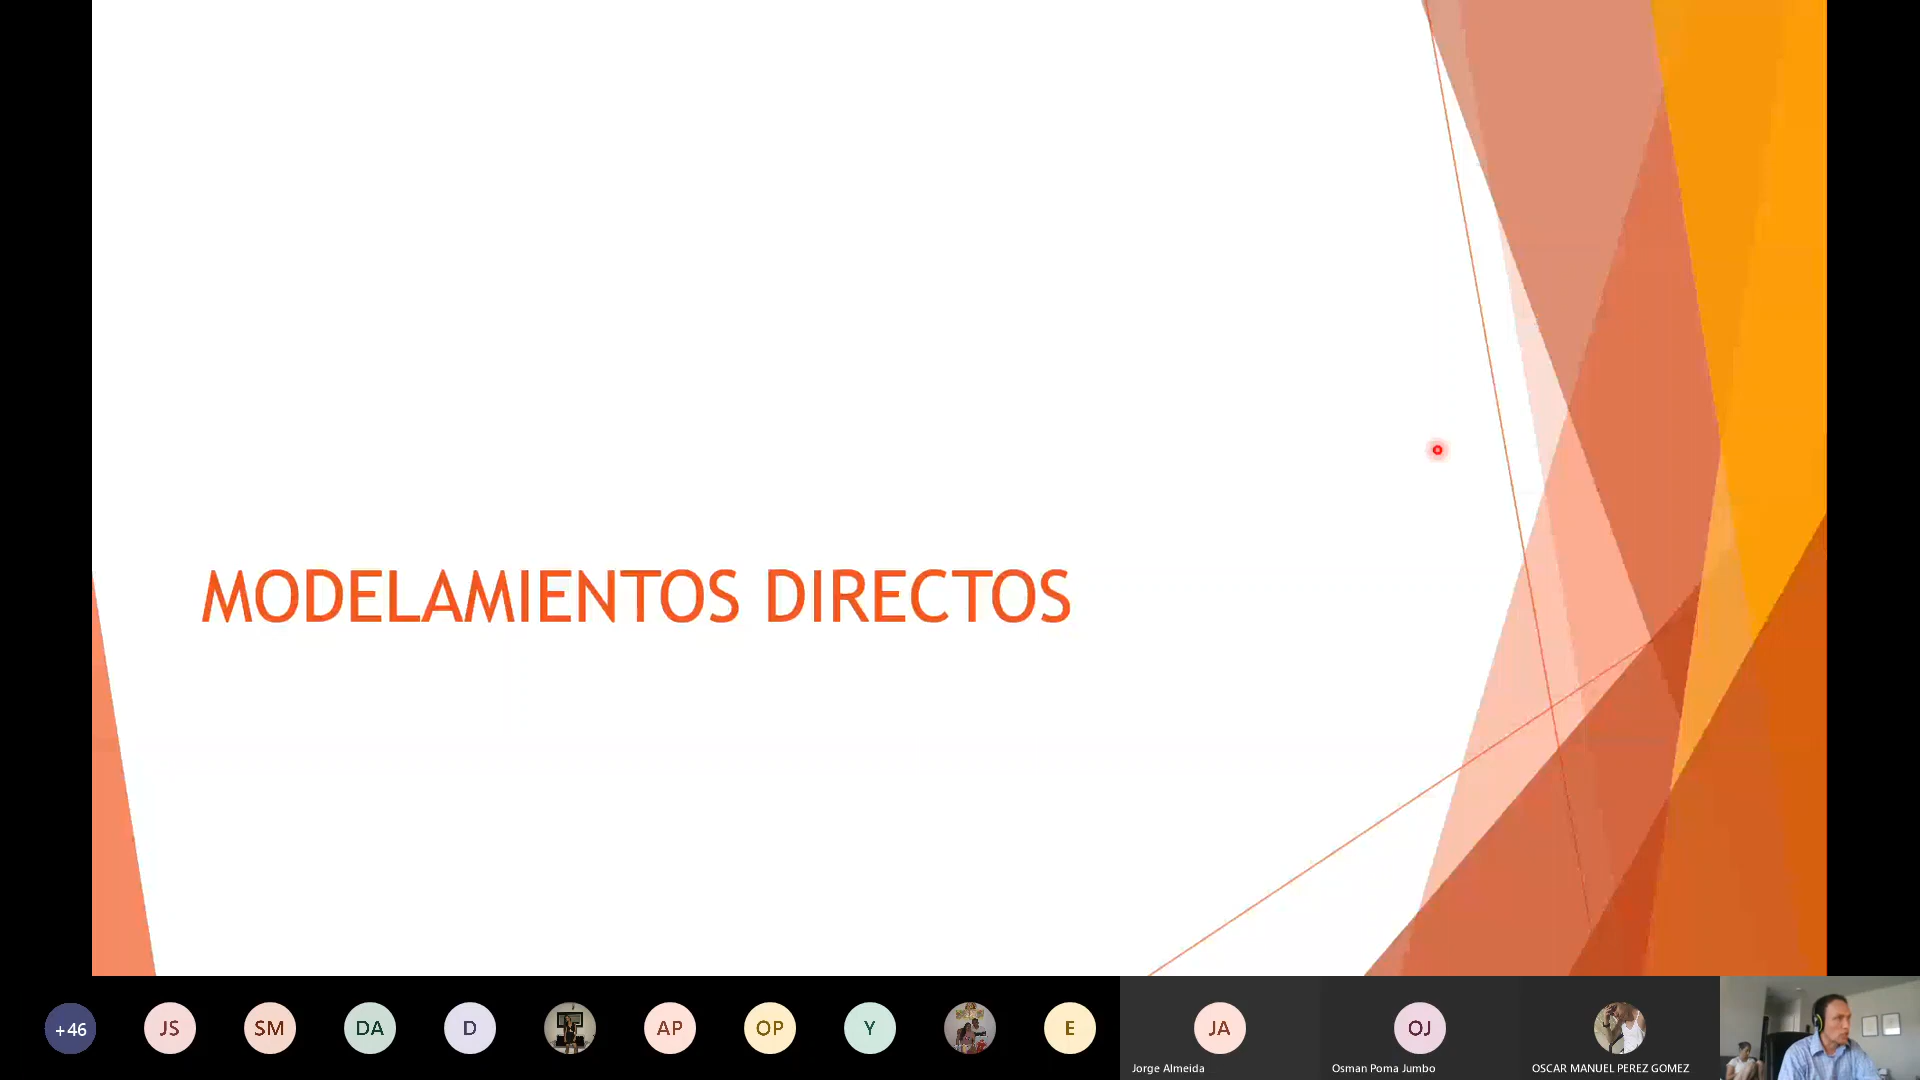 MODELAMIENTOS DIRECTOS
+46
JS
SM
DA
D
AP
OP
Y
E
JA
OJ
Jorge Almeida
Osman Poma Jumbo
OSCAR MANUEL PEREZ GOMEZ